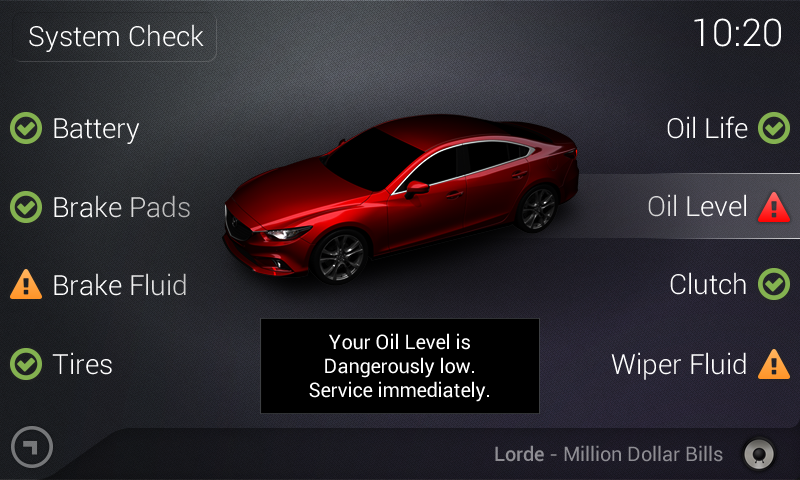 System Check
10:20
Battery
Brake Pads
Brake Fluid
Tires
Oil Life
Oil Level
Clutch
Wiper Fluid
Your Oil Level is
Dangerously low.
Service immediately.
Lorde - Million Dollar Bills